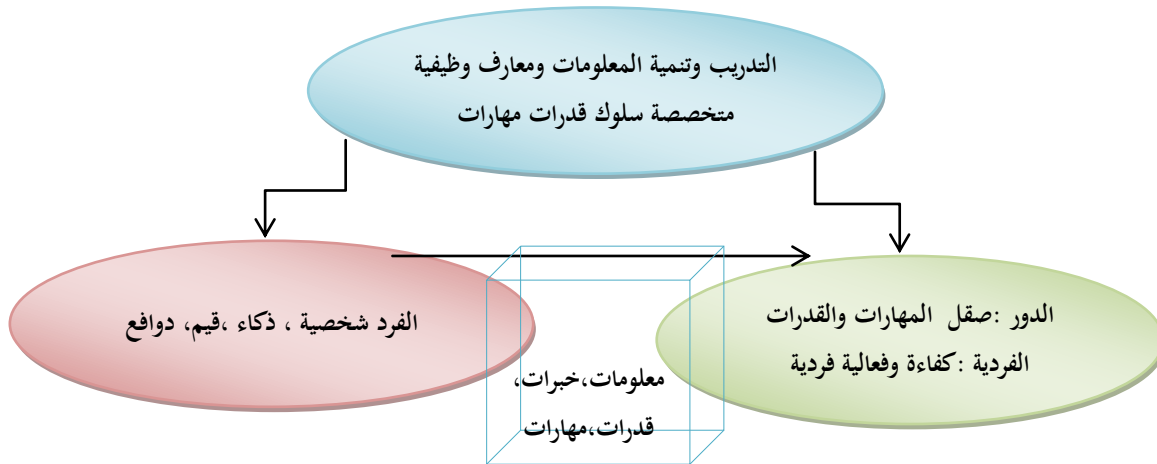 التدريب وتنمية المعلومات ومعارف وظيفية
متخصصة سلوك قدرات مهارات
الدور :صقل المهارات والقدرات
الفردية :كفاءة وفعالية فردية
الفرد شخصية ، ذكاء ،قيم، دوافع
معلومات،خبرات،
قدرات،مهارات